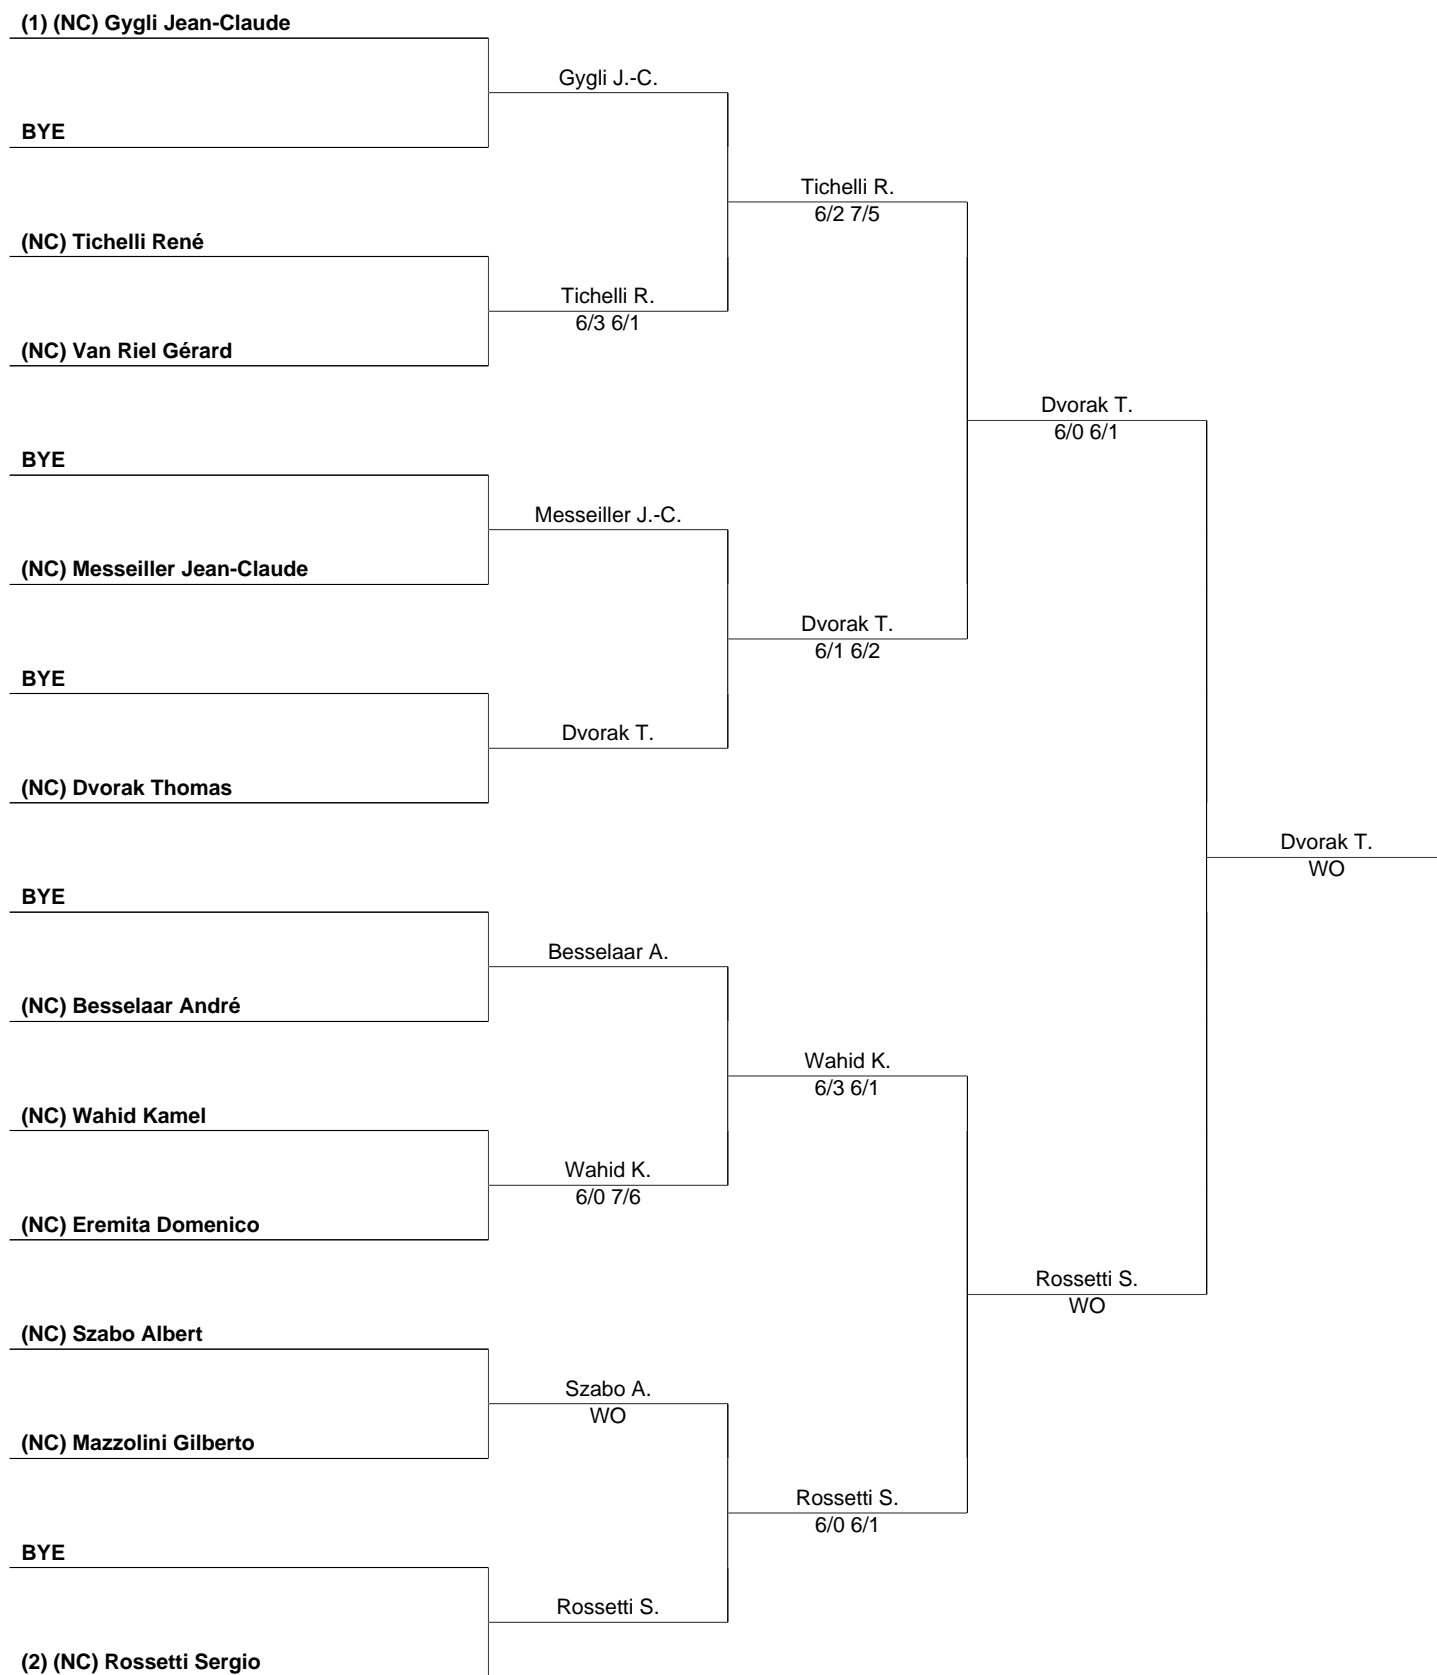 (1) (NC) Gygli Jean-Claude
Gygli J.-C.
BYE
Tichelli R.
6/2 7/5
(NC) Tichelli René
Tichelli R.
6/3 6/1
(NC) Van Riel Gérard
Dvorak T.
6/0 6/1
BYE
Messeiller J.-C.
(NC) Messeiller Jean-Claude
Dvorak T.
6/1 6/2
BYE
Dvorak T.
(NC) Dvorak Thomas
Dvorak T.
WO
BYE
Besselaar A.
(NC) Besselaar André
Wahid K.
6/3 6/1
(NC) Wahid Kamel
Wahid K.
6/0 7/6
(NC) Eremita Domenico
Rossetti S.
WO
(NC) Szabo Albert
Szabo A.
WO
(NC) Mazzolini Gilberto
Rossetti S.
6/0 6/1
BYE
Rossetti S.
(2) (NC) Rossetti Sergio